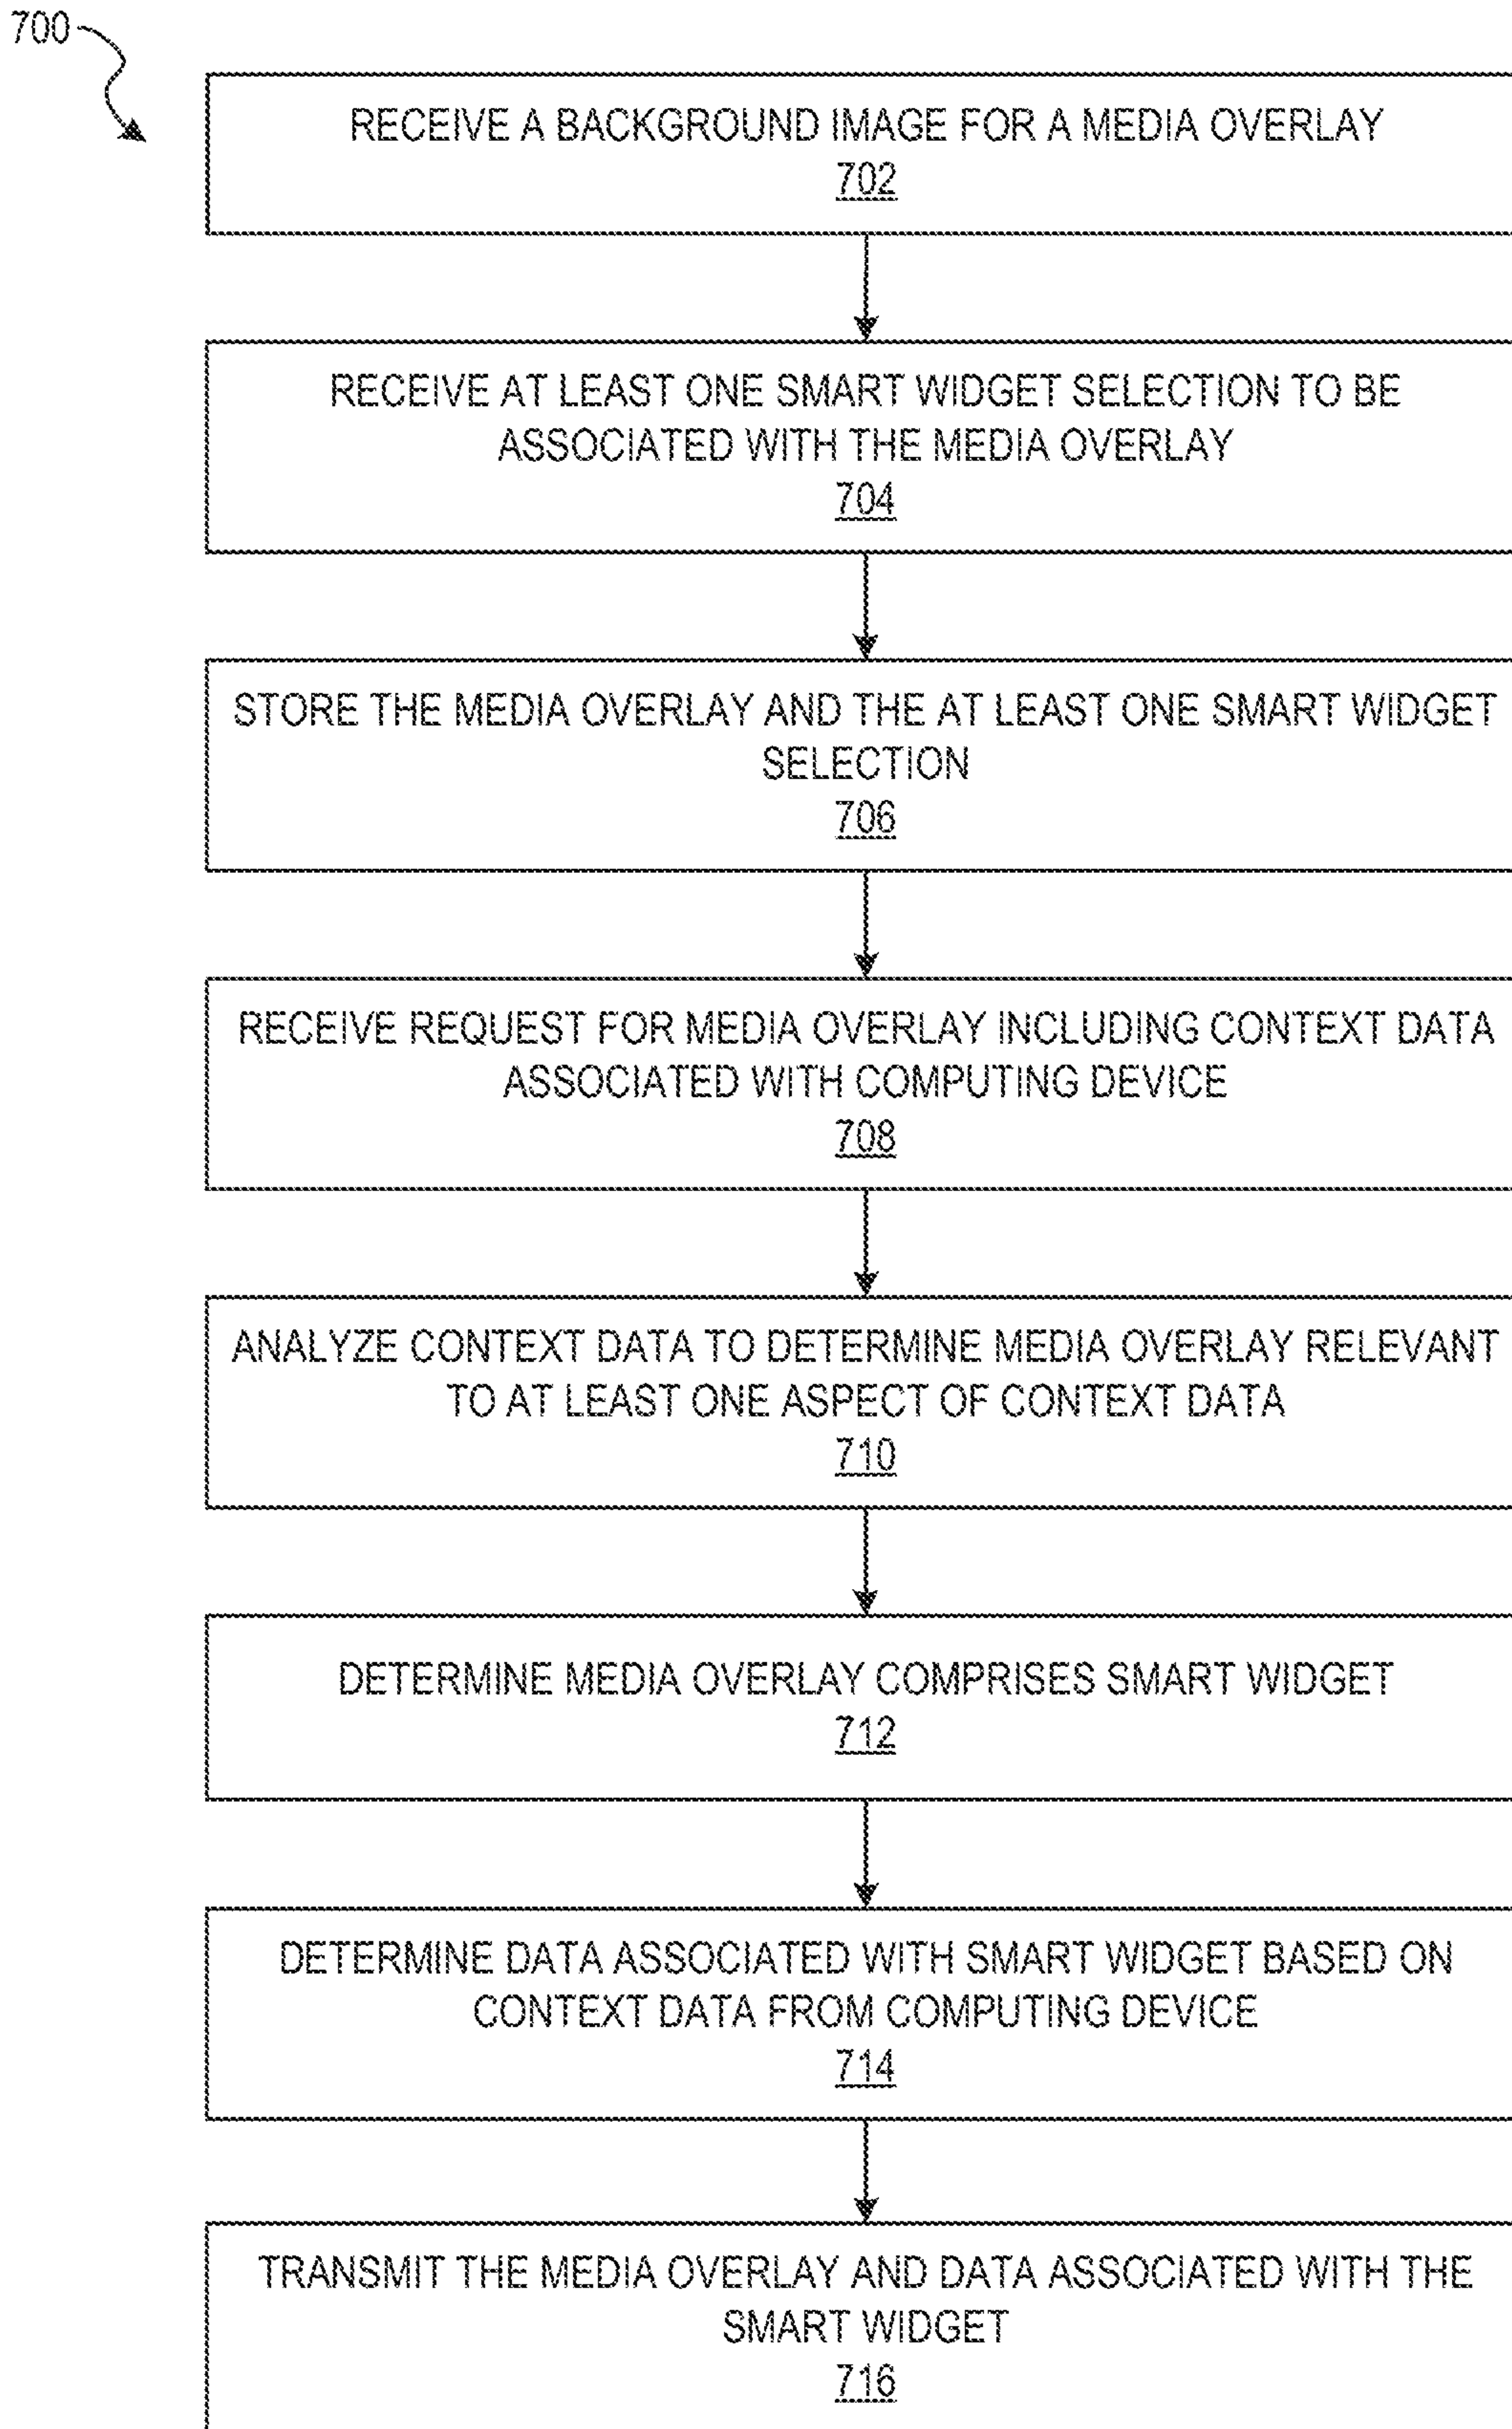 700
RECEIVE A BACKGROUND IMAGE FOR A MEDIA OVERLAY
702
RECEIVE AT LEAST ONE SMART WIDGET SELECTION TO BE
ASSOCIATED WITH THE MEDIA OVERLAY
704
STORE THE MEDIA OVERLAY AND THE AT LEAST ONE SMART WIDGET
SELECTION
706
RECEIVE REQUEST FOR MEDIA OVERLAY INCLUDING CONTEXT DATA
ASSOCIATED WITH COMPUTING DEVICE
708
ANALYZE CONTEXT DATA TO DETERMINE MEDIA OVERLAY RELEVANT
TO AT LEAST ONE ASPECT OF CONTEXT DATA
710
DETERMINE MEDIA OVERLAY COMPRISES SMART WIDGET
712
DETERMINE DATA ASSOCIATED WITH SMART WIDGET BASED ON
CONTEXT DATA FROM COMPUTING DEVICE
714
TRANSMIT THE MEDIA OVERLAY AND DATA ASSOCIATED WITH THE
SMART WIDGET
716